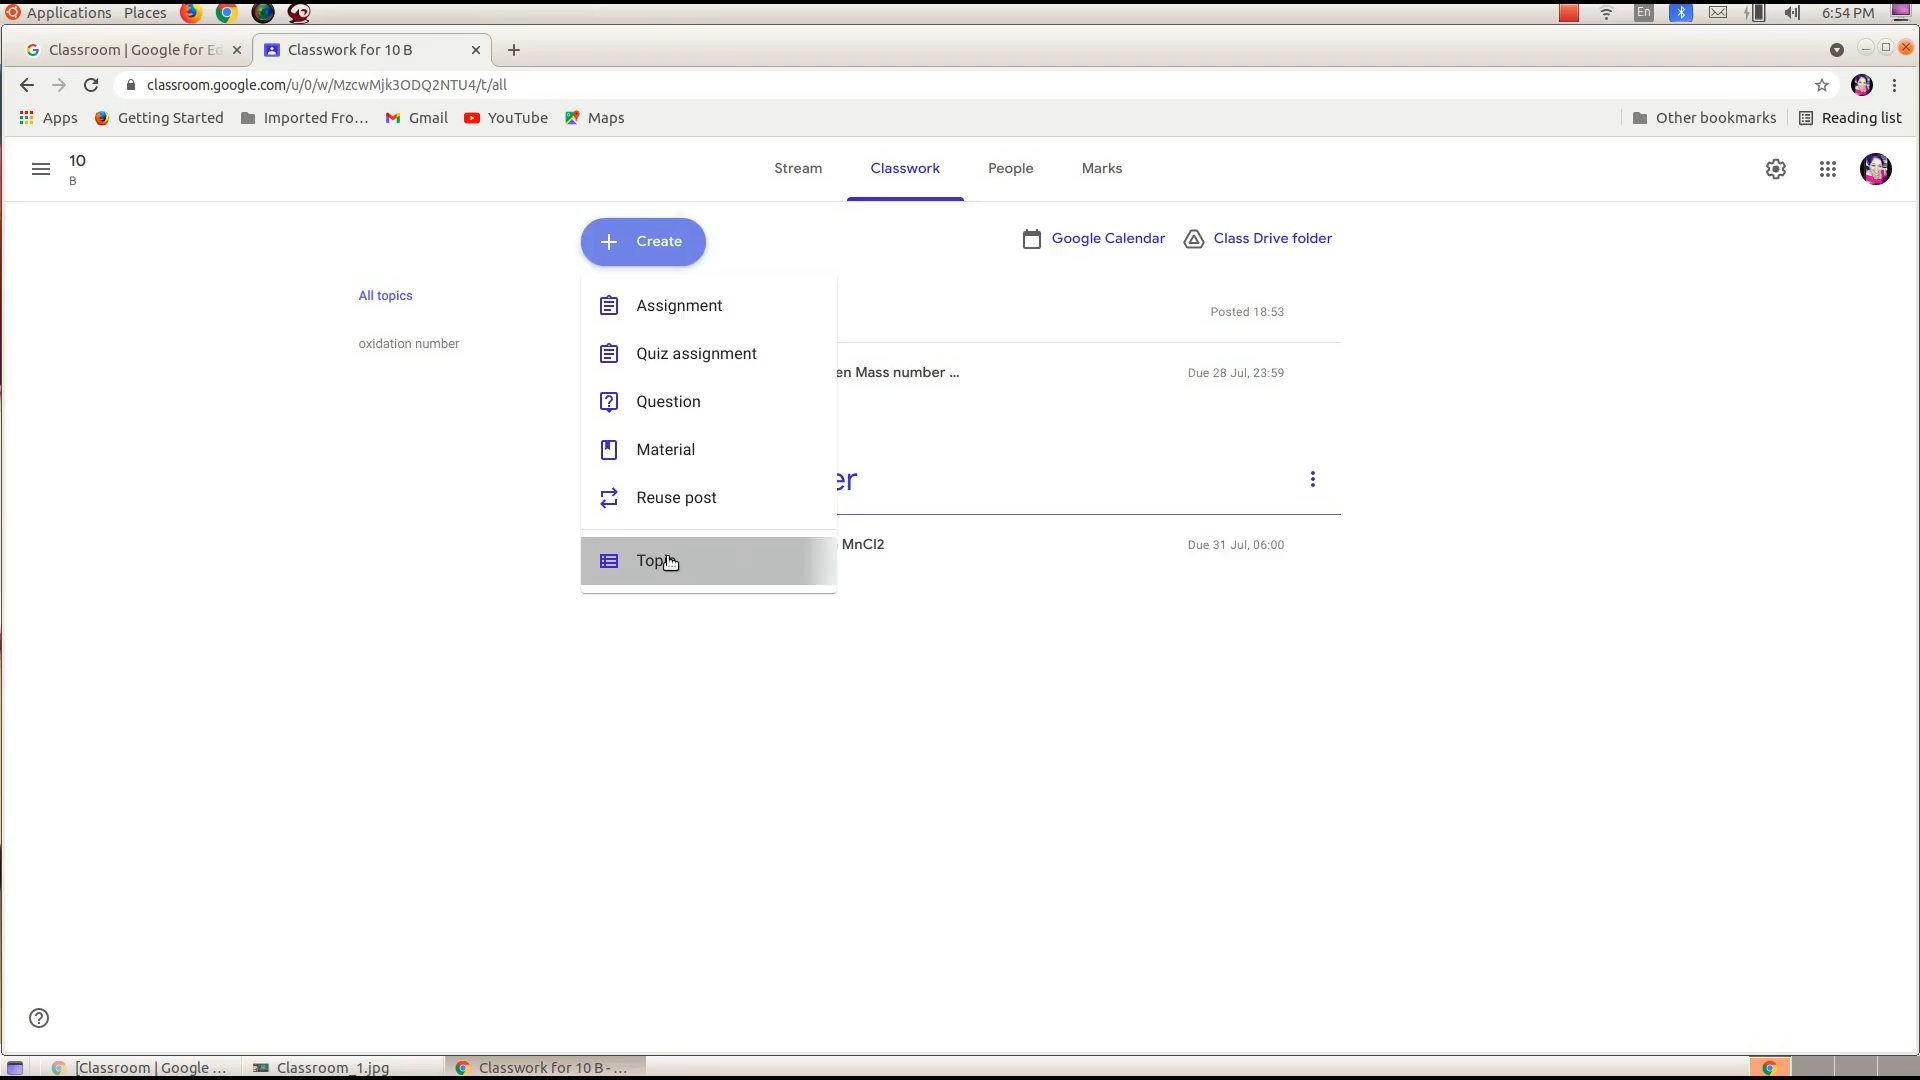 Applications Places En 6:54 PM
Classroom | Google for Ed Classwork for 10 B
classroom.google.com/u/0/w/MzcwMjk3ODQ2NTU4/t/all
Apps Getting Started Imported Fro... Gmail YouTube Maps Other bookmarks Reading list
10
B
Stream Classwork People Marks
Create Google Calendar Class Drive folder
All topics
oxidation number
Assignment
Quiz assignment
Question
Material
Reuse post
Topic
Posted 18:53
en Mass number ... Due 28 Jul, 23:59
er
MnCl2 Due 31 Jul, 06:00
[Classroom | Google ... Classroom_1.jpg Classwork for 10 B - ...